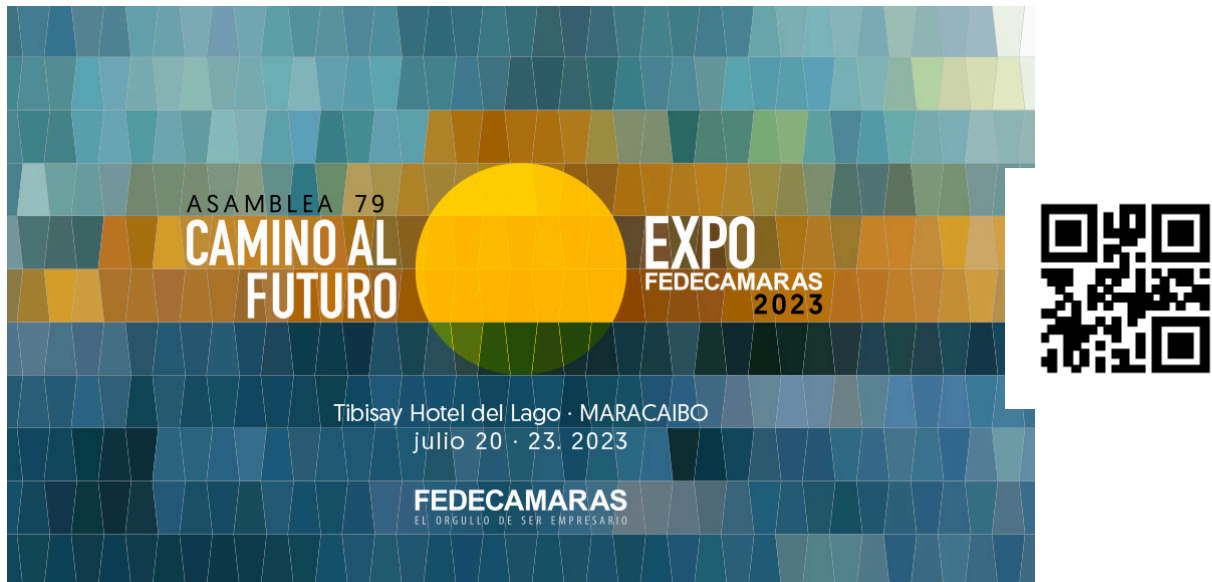 ASAMBLEA 79
CAMINO AL
FUTURO
EXPO
FEDECAMARAS
2023
Tibisay Hotel del Lago · MARACAIBO
julio 20 · 23. 2023
FEDECAMARAS
EL ORGULLO DE SER EMPRESARIO